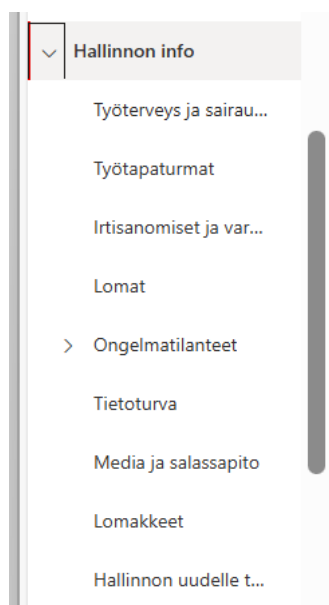 Hallinnon info
Työterveys ja sairau...
Työtapaturmat
Irtisanomiset ja var...
Lomat
Ongelmatilanteet
Tietoturva
Media ja salassapito
Lomakkeet
Hallinnon uudelle t...